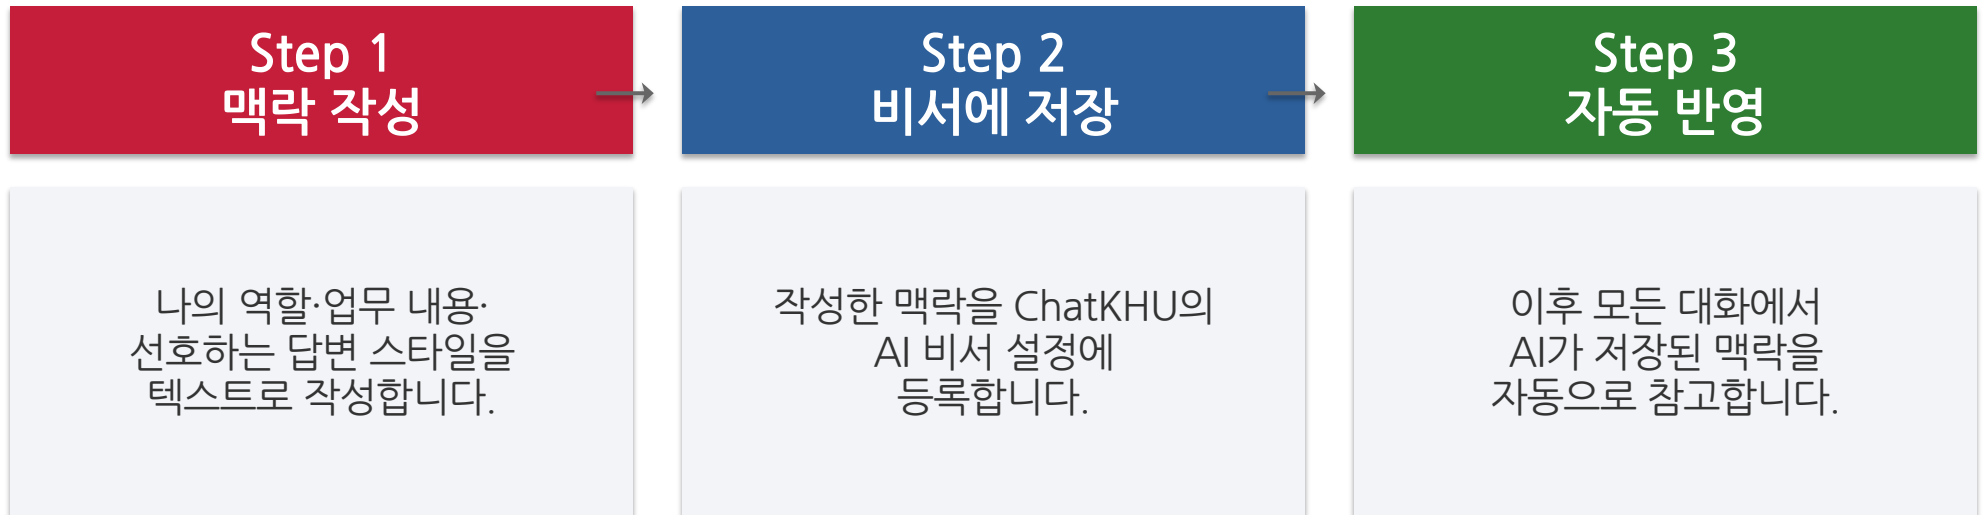 Step 1
맥락 작성
Step 2
비서에 저장
Step 3
자동 반영
나의 역할·업무 내용·
선호하는 답변 스타일을
텍스트로 작성합니다.
작성한 맥락을 ChatKHU의
AI 비서 설정에
등록합니다.
이후 모든 대화에서
AI가 저장된 맥락을
자동으로 참고합니다.